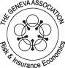 THE GENEVA ASSOCIATION
Risk & Insurance Economics